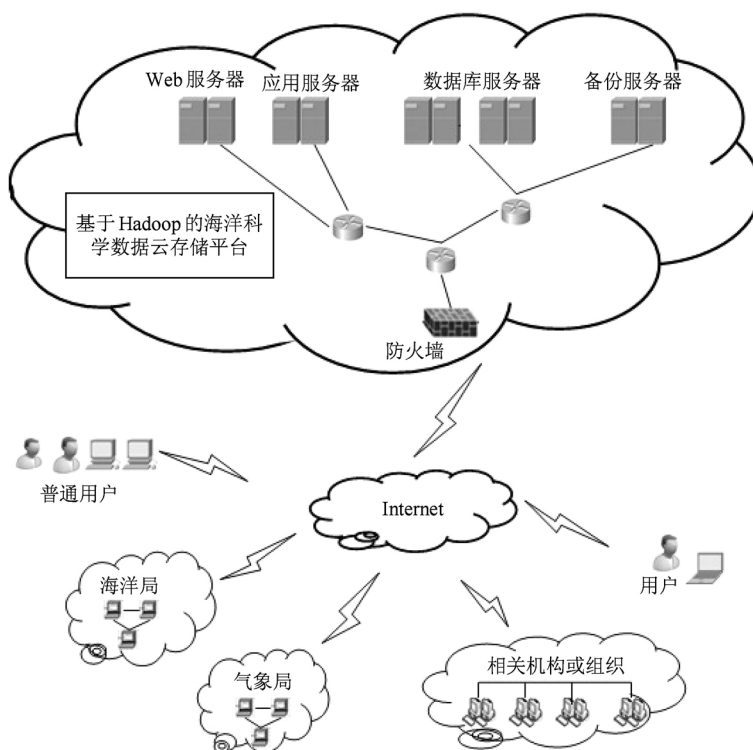 Web服务器
应用服务器
数据库服务器
备份服务器
基于Hadoop的海洋科
学数据云存储平台
防火墙
普通用户
Internet
用户
海洋局
气象局
相关机构或组织